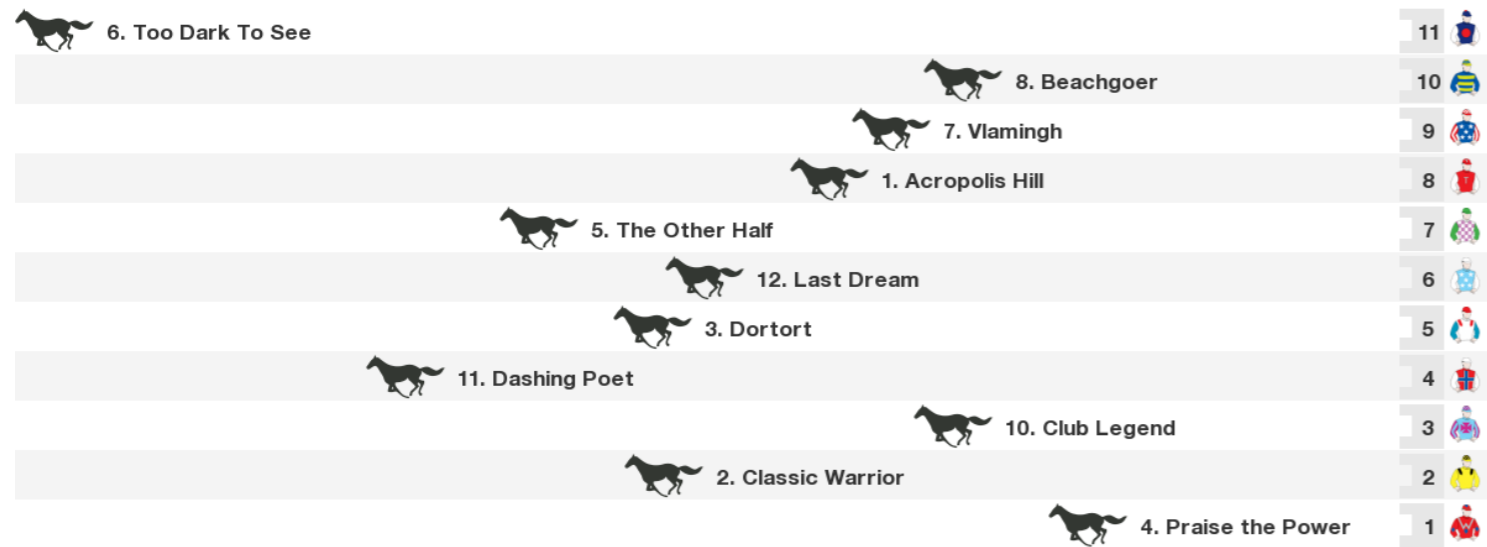 6. Too Dark To See 11
8. Beachgoer 10
7. Vlamingh 9
1. Acropolis Hill 8
5. The Other Half 7
12. Last Dream 6
3. Dortort 5
11. Dashing Poet 4
10. Club Legend 3
2. Classic Warrior 2
4. Praise the Power 1